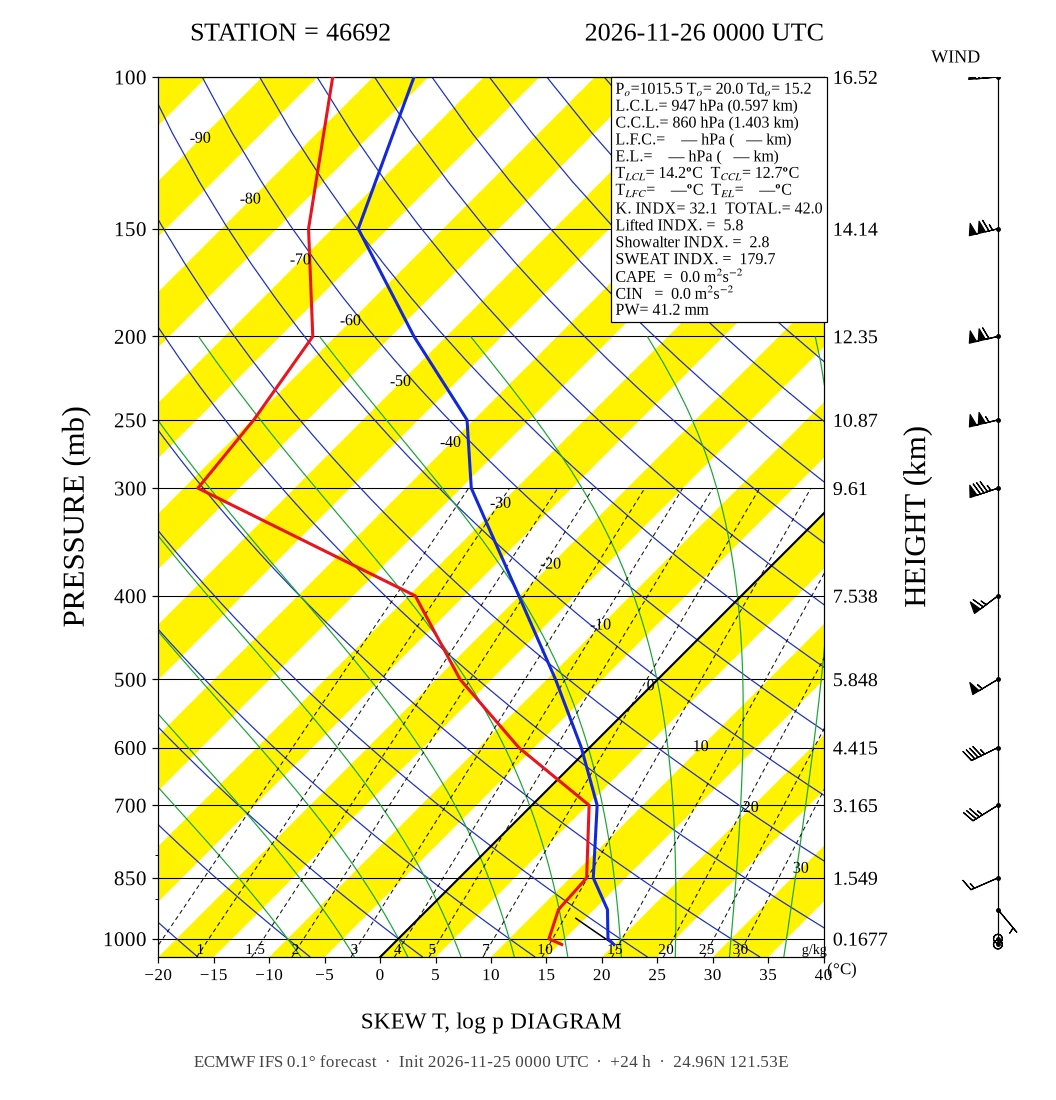 STATION = 46692
2026-11-26 0000 UTC
WIND
100
150
200
250
300
400
500
600
700
850
1000
PRESSURE (mb)
-90
-80
-70
-60
-50
-40
-30
-20
-10
0
10
20
30
Pₒ=1015.5 Tₒ= 20.0 Tdₒ= 15.2
L.C.L.= 947 hPa (0.597 km)
C.C.L.= 860 hPa (1.403 km)
L.F.C.= — hPa ( — km)
E.L.= — hPa ( — km)
T_LCL= 14.2°C T_CCL= 12.7°C
T_LFC= —°C T_EL= —°C
K. INDX= 32.1 TOTAL.= 42.0
Lifted INDX. = 5.8
Showalter INDX. = 2.8
SWEAT INDX. = 179.7
CAPE = 0.0 m²s⁻²
CIN = 0.0 m²s⁻²
PW= 41.2 mm
16.52
14.14
12.35
10.87
9.61
7.538
5.848
4.415
3.165
1.549
0.1677
HEIGHT (km)
1 1.5 2 3 4 5 7 10 15 20 25 30 g/kg
−20 −15 −10 −5 0 5 10 15 20 25 30 35 40 (°C)
SKEW T, log p DIAGRAM
ECMWF IFS 0.1° forecast · Init 2026-11-25 0000 UTC · +24 h · 24.96N 121.53E